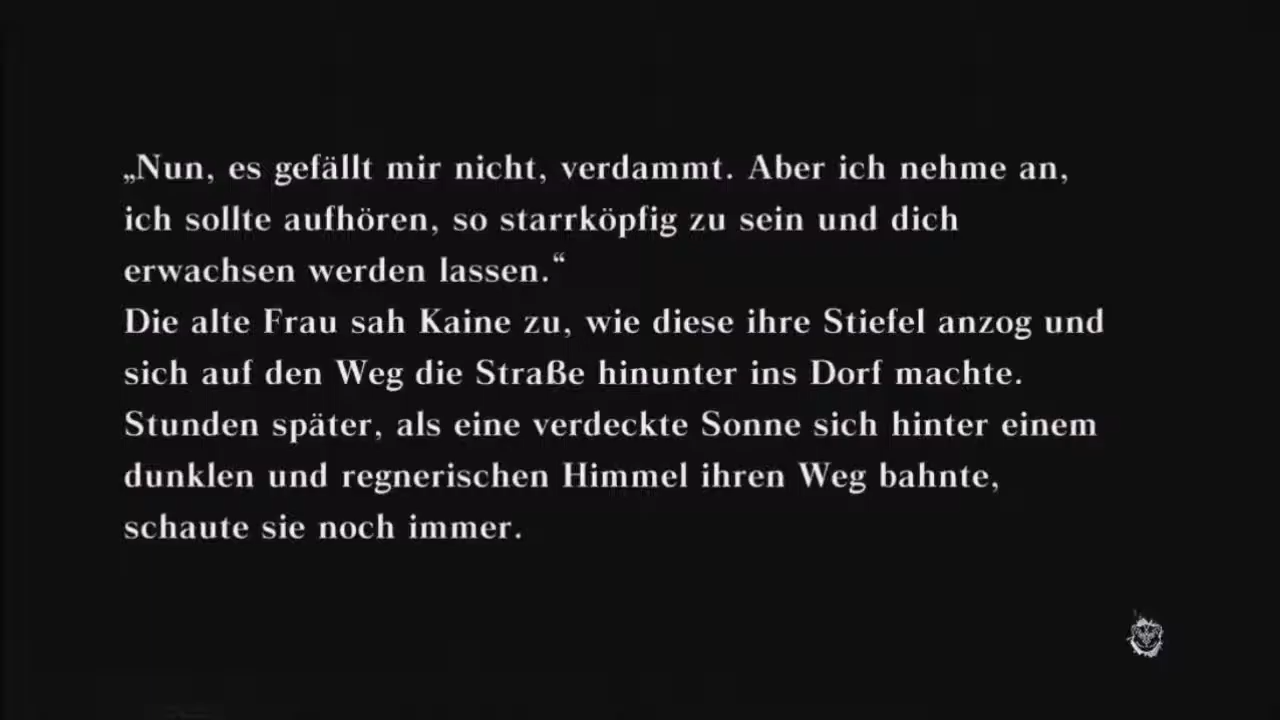 „Nun, es gefällt mir nicht, verdammt. Aber ich nehme an,
ich sollte aufhören, so starrköpfig zu sein und dich
erwachsen werden lassen.“
Die alte Frau sah Kaine zu, wie diese ihre Stiefel anzog und
sich auf den Weg die Straße hinunter ins Dorf machte.
Stunden später, als eine verdeckte Sonne sich hinter einem
dunklen und regnerischen Himmel ihren Weg bahnte,
schaute sie noch immer.